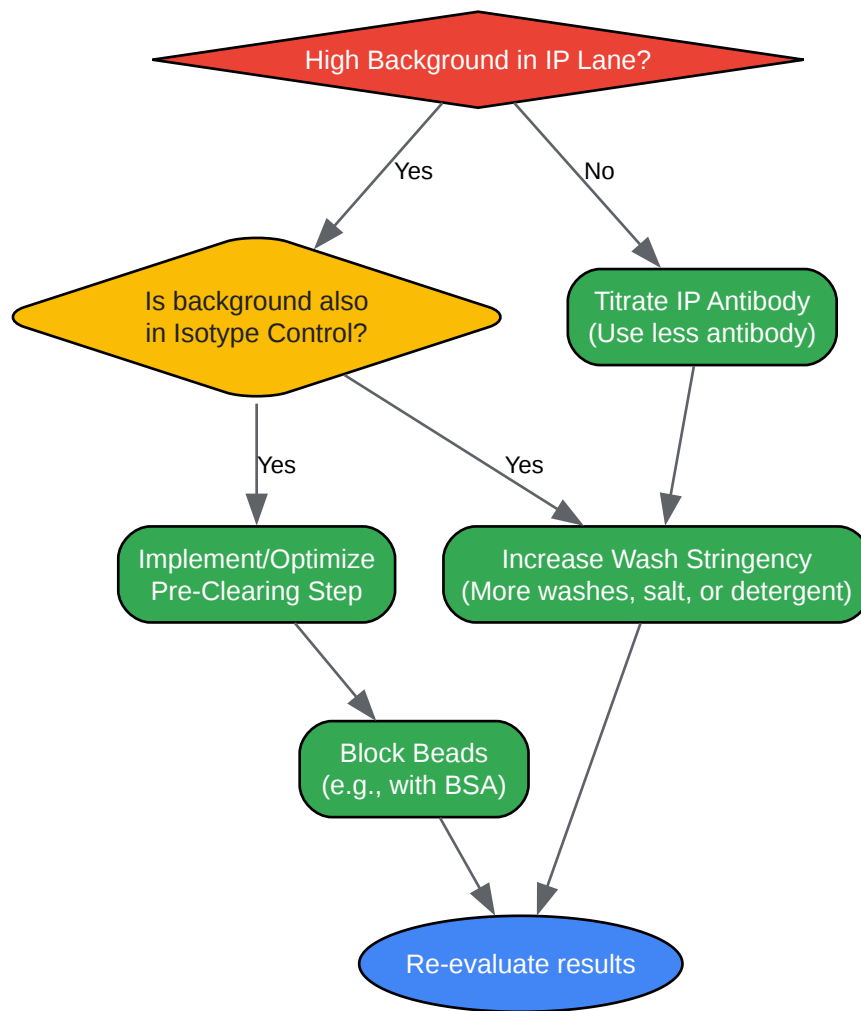 High Background in IP Lane?
Yes
No
Is background also
in Isotype Control?
Titrate IP Antibody
(Use less antibody)
Yes
Yes
Implement/Optimize
Pre-Clearing Step
Increase Wash Stringency
(More washes, salt, or detergent)
Block Beads
(e.g., with BSA)
Re-evaluate results